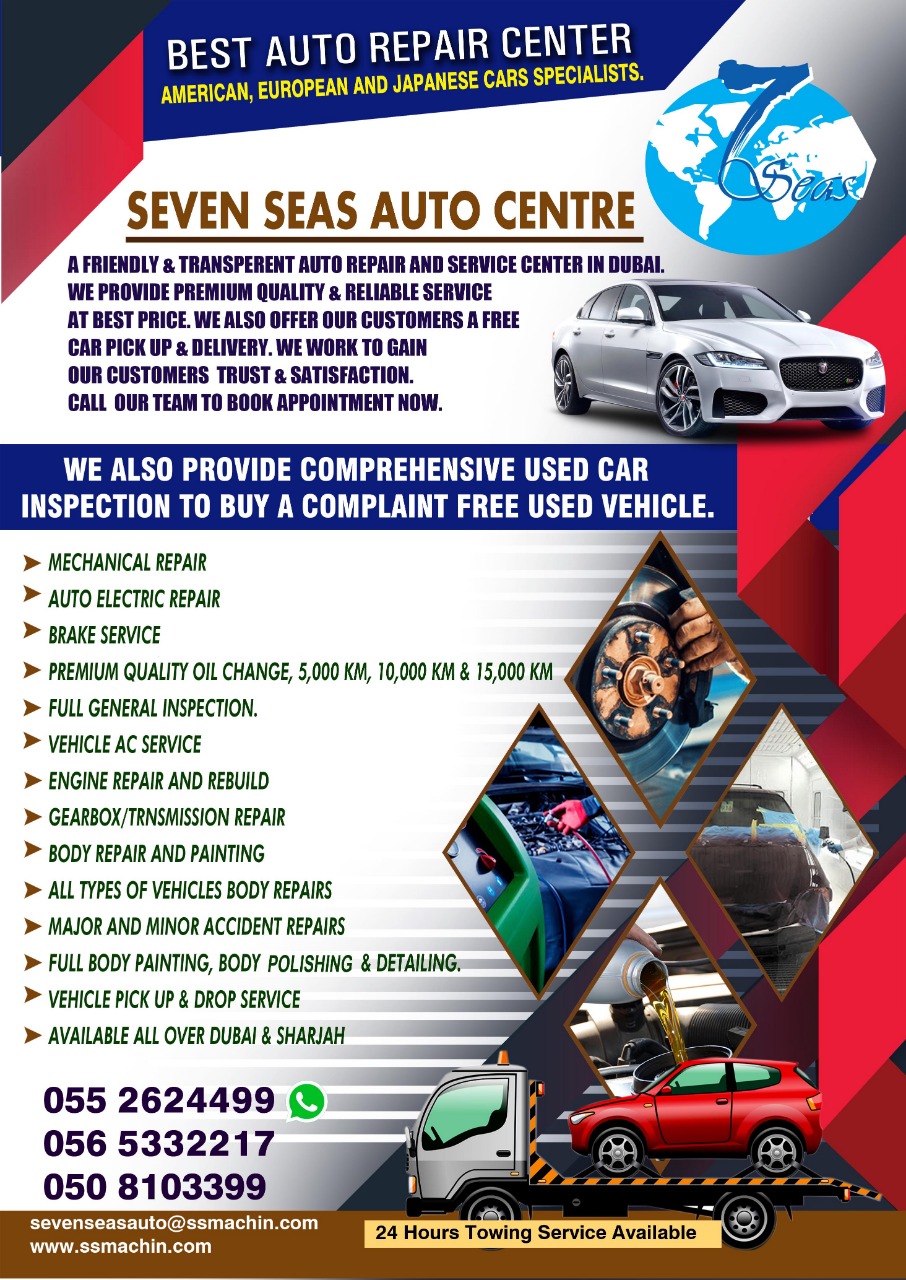 BEST AUTO REPAIR CENTER
AMERICAN, EUROPEAN AND JAPANESE CARS SPECIALISTS.
7
Seas
SEVEN SEAS AUTO CENTRE
A FRIENDLY & TRANSPERENT AUTO REPAIR AND SERVICE CENTER IN DUBAI.
WE PROVIDE PREMIUM QUALITY & RELIABLE SERVICE
AT BEST PRICE. WE ALSO OFFER OUR CUSTOMERS A FREE
CAR PICK UP & DELIVERY. WE WORK TO GAIN
OUR CUSTOMERS TRUST & SATISFACTION.
CALL OUR TEAM TO BOOK APPOINTMENT NOW.
WE ALSO PROVIDE COMPREHENSIVE USED CAR
INSPECTION TO BUY A COMPLAINT FREE USED VEHICLE.
➤ MECHANICAL REPAIR
➤ AUTO ELECTRIC REPAIR
➤ BRAKE SERVICE
➤ PREMIUM QUALITY OIL CHANGE, 5,000 KM, 10,000 KM & 15,000 KM
➤ FULL GENERAL INSPECTION.
➤ VEHICLE AC SERVICE
➤ ENGINE REPAIR AND REBUILD
➤ GEARBOX/TRNSMISSION REPAIR
➤ BODY REPAIR AND PAINTING
➤ ALL TYPES OF VEHICLES BODY REPAIRS
➤ MAJOR AND MINOR ACCIDENT REPAIRS
➤ FULL BODY PAINTING, BODY POLISHING & DETAILING.
➤ VEHICLE PICK UP & DROP SERVICE
➤ AVAILABLE ALL OVER DUBAI & SHARJAH
055 2624499
056 5332217
050 8103399
sevenseasauto@ssmachin.com
www.ssmachin.com
24 Hours Towing Service Available